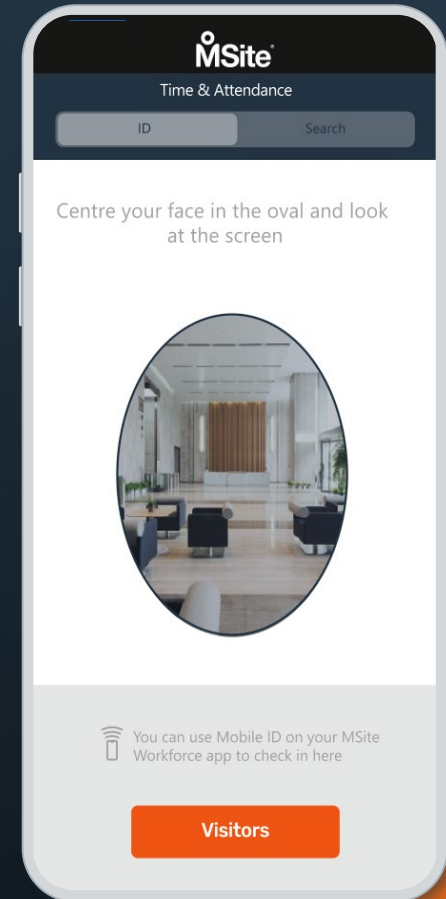 MSite
Time & Attendance
ID
Search
Centre your face in the oval and look
at the screen
You can use Mobile ID on your MSite
Workforce app to check in here
Visitors